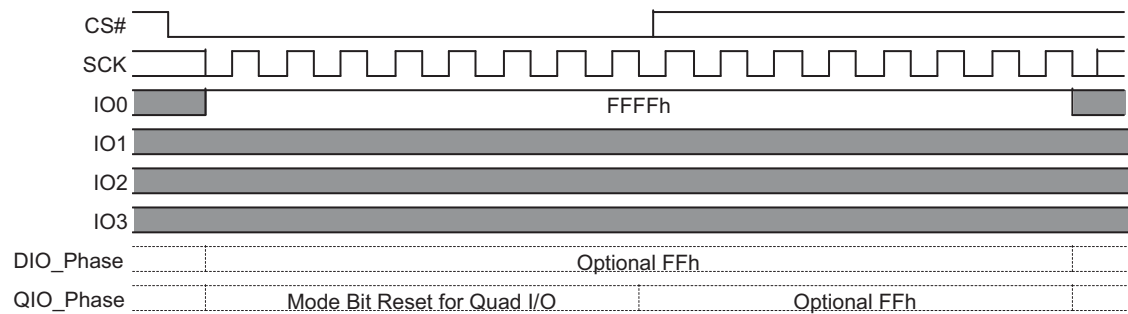 CS#
SCK
IO0 FFFFh
IO1
IO2
IO3
DIO_Phase Optional FFh
QIO_Phase Mode Bit Reset for Quad I/O Optional FFh